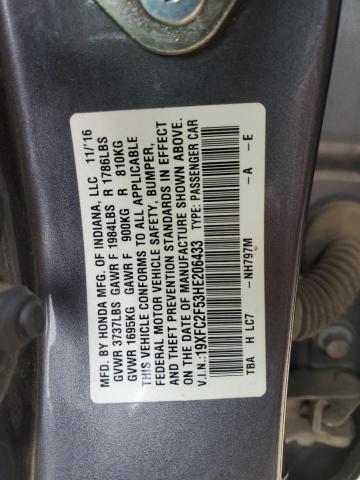 MFD. BY HONDA MFG. OF INDIANA, LLC 11/'16
GVWR 3737LBS GAWR F 1984LBS R 1786LBS
GVWR 1695KG GAWR F 900KG R 810KG
THIS VEHICLE CONFORMS TO ALL APPLICABLE
FEDERAL MOTOR VEHICLE SAFETY, BUMPER,
AND THEFT PREVENTION STANDARDS IN EFFECT
ON THE DATE OF MANUFACTURE SHOWN ABOVE.
V.I.N.:19XFC2F53HE206433 TYPE: PASSENGER CAR
TBA H LC7 -NH797M -A -E